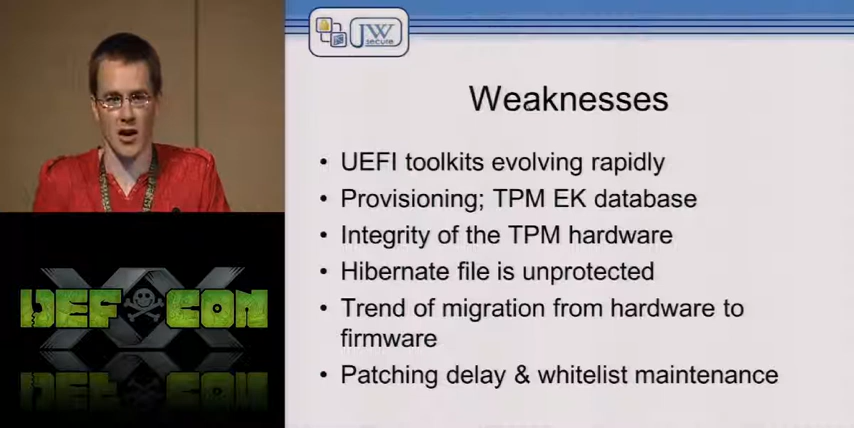 JW
secure
Weaknesses
• UEFI toolkits evolving rapidly
• Provisioning; TPM EK database
• Integrity of the TPM hardware
• Hibernate file is unprotected
• Trend of migration from hardware to
firmware
• Patching delay & whitelist maintenance
DEF CON
XX